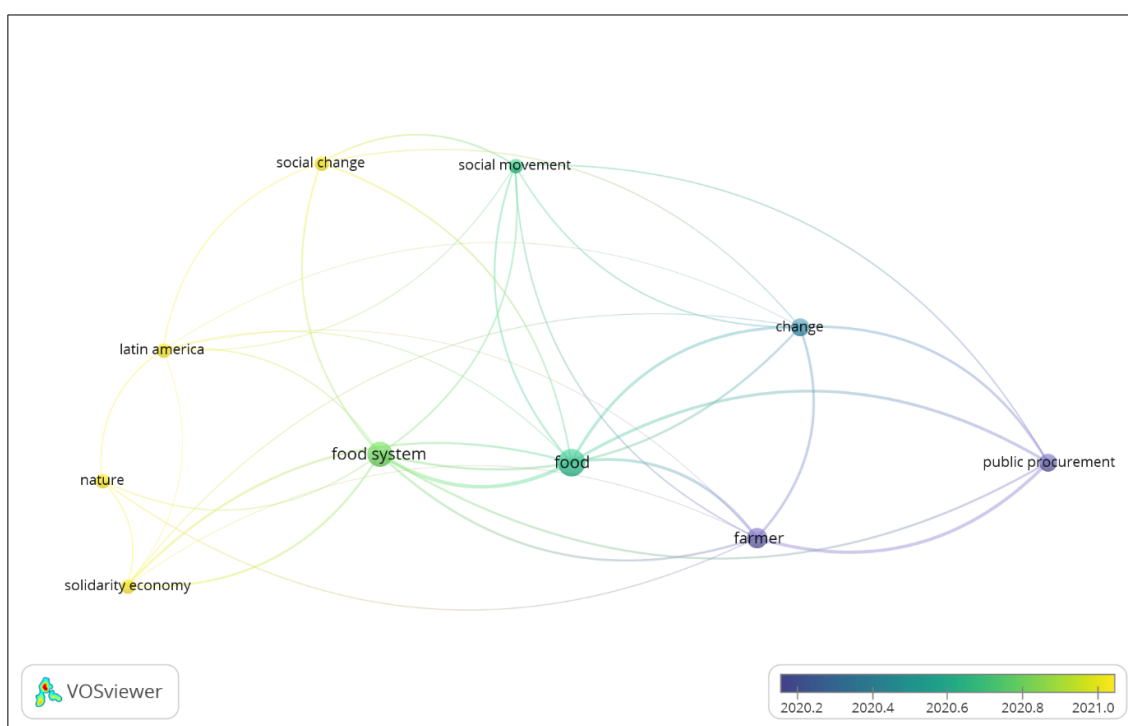 social change
social movement
change
latin america
food system
food
public procurement
nature
farmer
solidarity economy
VOSviewer
2020.2 2020.4 2020.6 2020.8 2021.0